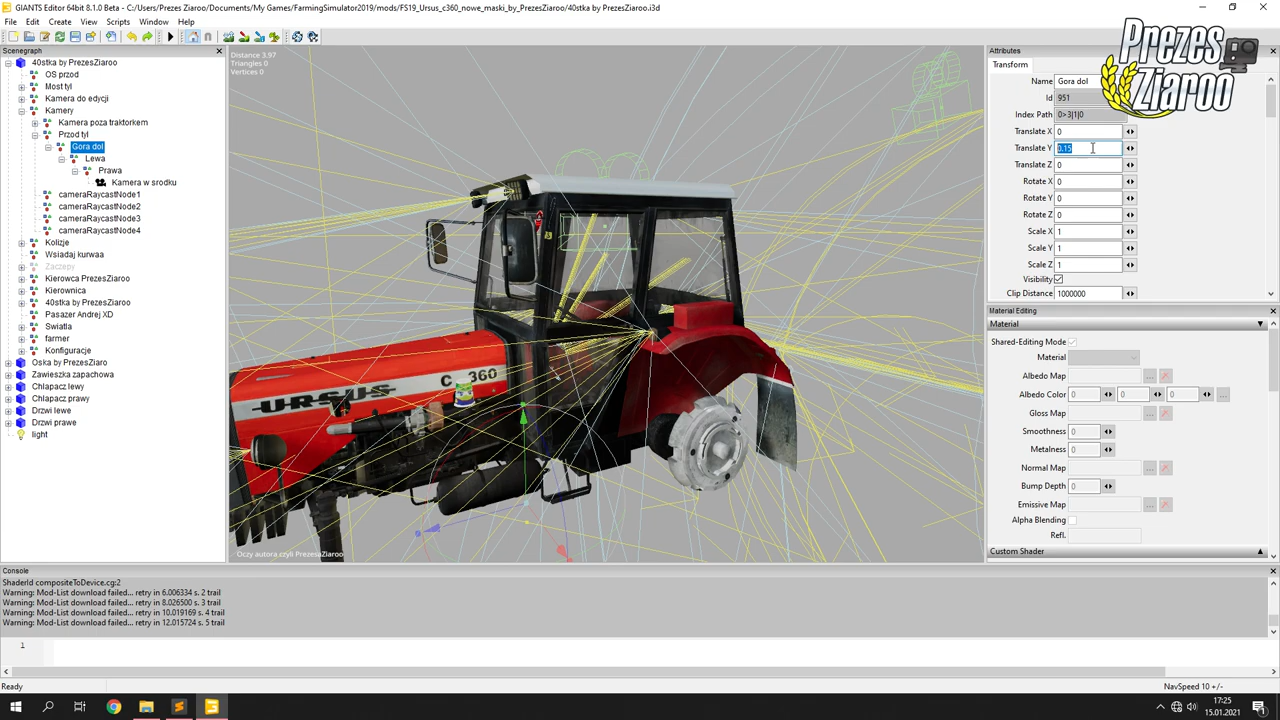 GIANTS Editor 64bit 8.1.0 Beta - C:/Users/Prezes Ziaroo/Documents/My Games/FarmingSimulator2019/mods/FS19_Ursus_c360_nowe_maski_by_PrezesZiaroo/40stka by PrezesZiaroo.i3d
File Edit Create View Scripts Window Help
Scenegraph
40stka by PrezesZiaroo
OS przod
Most tyl
Kamera do edycji
Kamery
Kamera poza traktorkem
Przod tyl
Gora dol
Lewa
Prawa
Kamera w srodku
cameraRaycastNode1
cameraRaycastNode2
cameraRaycastNode3
cameraRaycastNode4
Kolizje
Wsiadaj kurwaa
Zaczepy
Kierowca PrezesZiaroo
Kierownica
40stka by PrezesZiaroo
Pasazer Andrej XD
Swiatla
farmer
Konfiguracje
Oska by PrezesZiaro
Zawieszka zapachowa
Chlapacz lewy
Chlapacz prawy
Drzwi lewe
Drzwi prawe
light
Distance 3.97
Triangles 0
Vertices 0
URSUS C 360
Oczy autora czyli PrezesaZiaroo
Prezes
Ziaroo
Attributes
Transform
Name Gora dol
Id 951
Index Path 0>3|1|0
Translate X 0
Translate Y 0.15
Translate Z 0
Rotate X 0
Rotate Y 0
Rotate Z 0
Scale X 1
Scale Y 1
Scale Z 1
Visibility
Clip Distance 1000000
Material Editing
Material
Shared-Editing Mode
Material
Albedo Map ...
Albedo Color 0 0 0 ...
Gloss Map ...
Smoothness 0
Metalness 0
Normal Map ...
Bump Depth 0
Emissive Map ...
Alpha Blending
Refl.
Custom Shader
Console
ShaderId compositeToDevice.cg:2
Warning: Mod-List download failed... retry in 6.006334 s. 2 trail
Warning: Mod-List download failed... retry in 8.026500 s. 3 trail
Warning: Mod-List download failed... retry in 10.019169 s. 4 trail
Warning: Mod-List download failed... retry in 12.015724 s. 5 trail
1
Ready
NavSpeed 10 +/-
17:25
15.01.2021